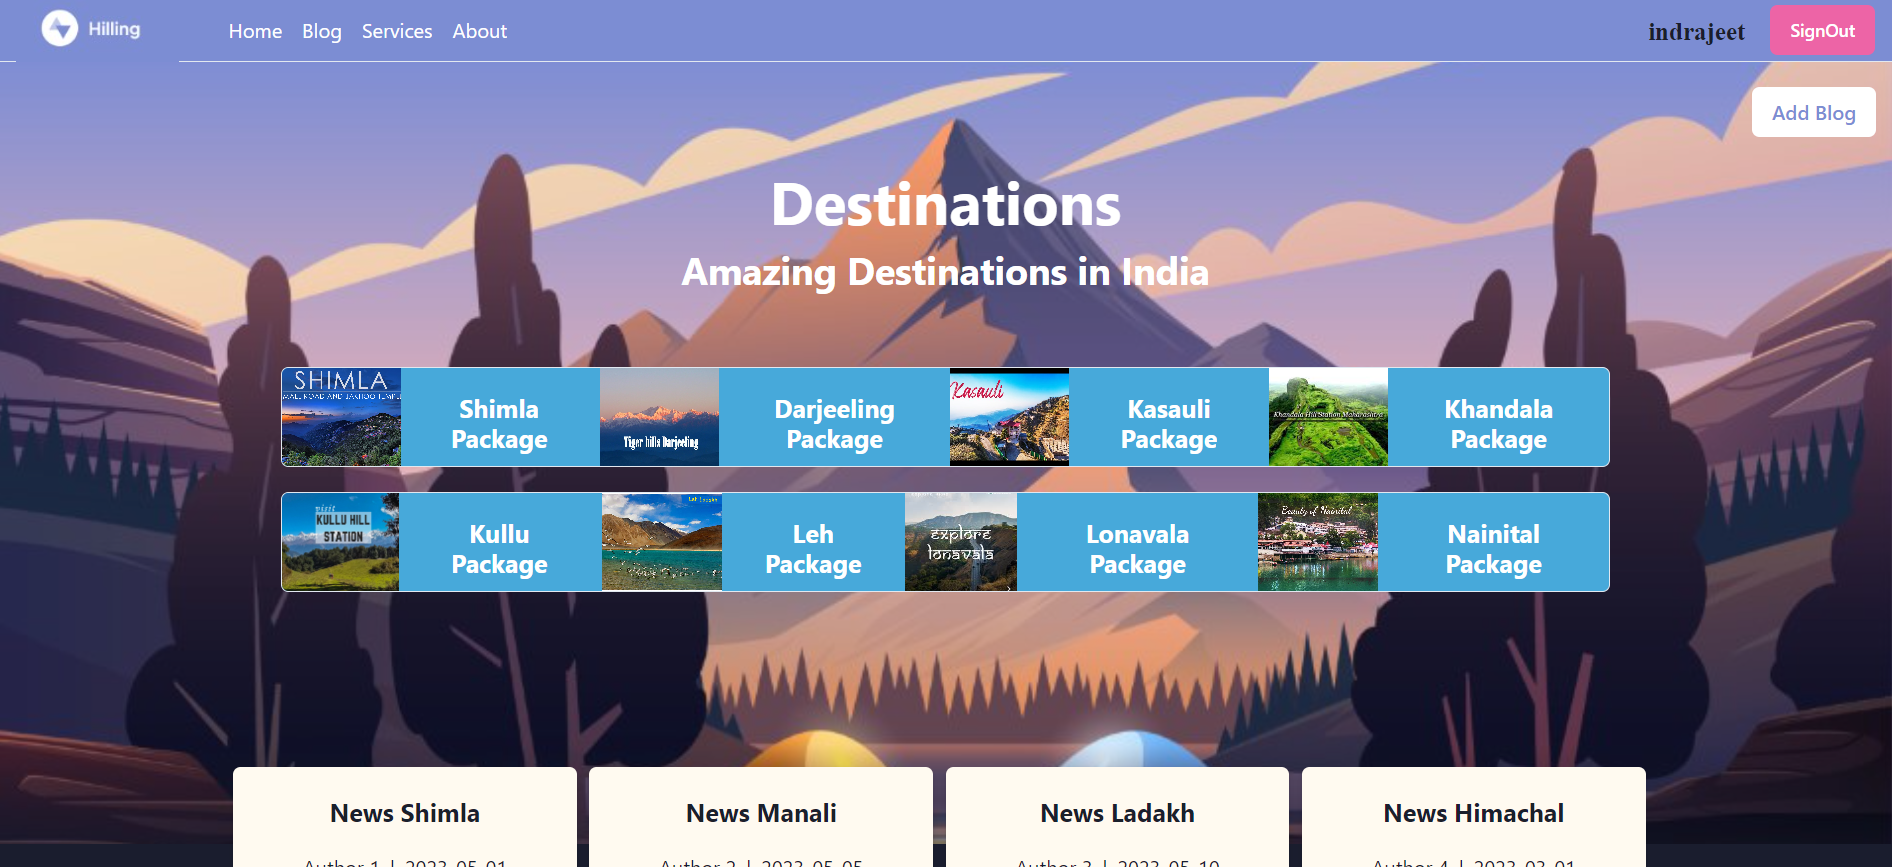 Hilling
Home Blog Services About
indrajeet
SignOut
Add Blog
Destinations
Amazing Destinations in India
SHIMLA
MALL ROAD AND JAKHOO TEMPLE
Shimla
Package
Tiger hills Darjeeling
Darjeeling
Package
Kasauli
Kasauli
Package
Khandala Hill Station Maharashtra
Khandala
Package
visit
KULLU HILL
STATION
Kullu
Package
Leh
Package
explore
lonavala
Lonavala
Package
Beauty of Nainital
Nainital
Package
News Shimla
News Manali
News Ladakh
News Himachal
Author 1 | 2023-05-01
Author 2 | 2023-05-05
Author 3 | 2023-05-10
Author 4 | 2023-03-01